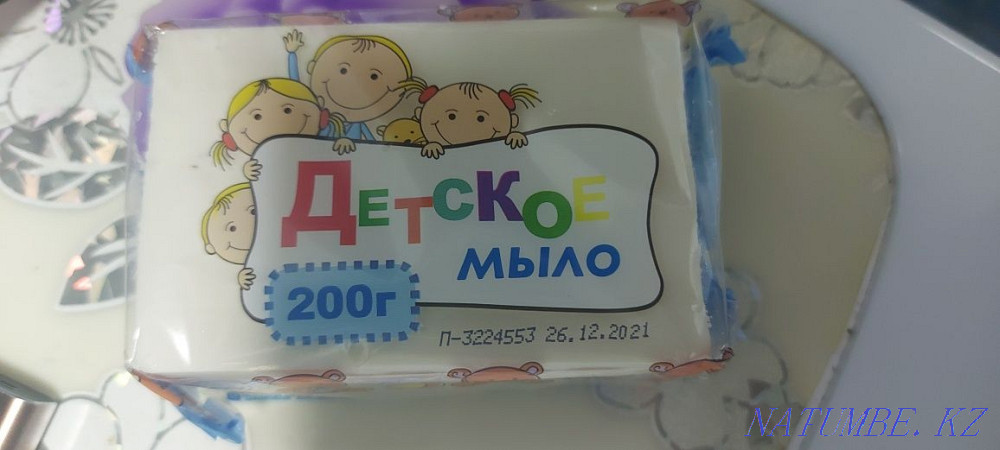 ДЕТСКОЕ
МЫЛО
200г
П-3224553 26.12.2021
NATUMBE.KZ